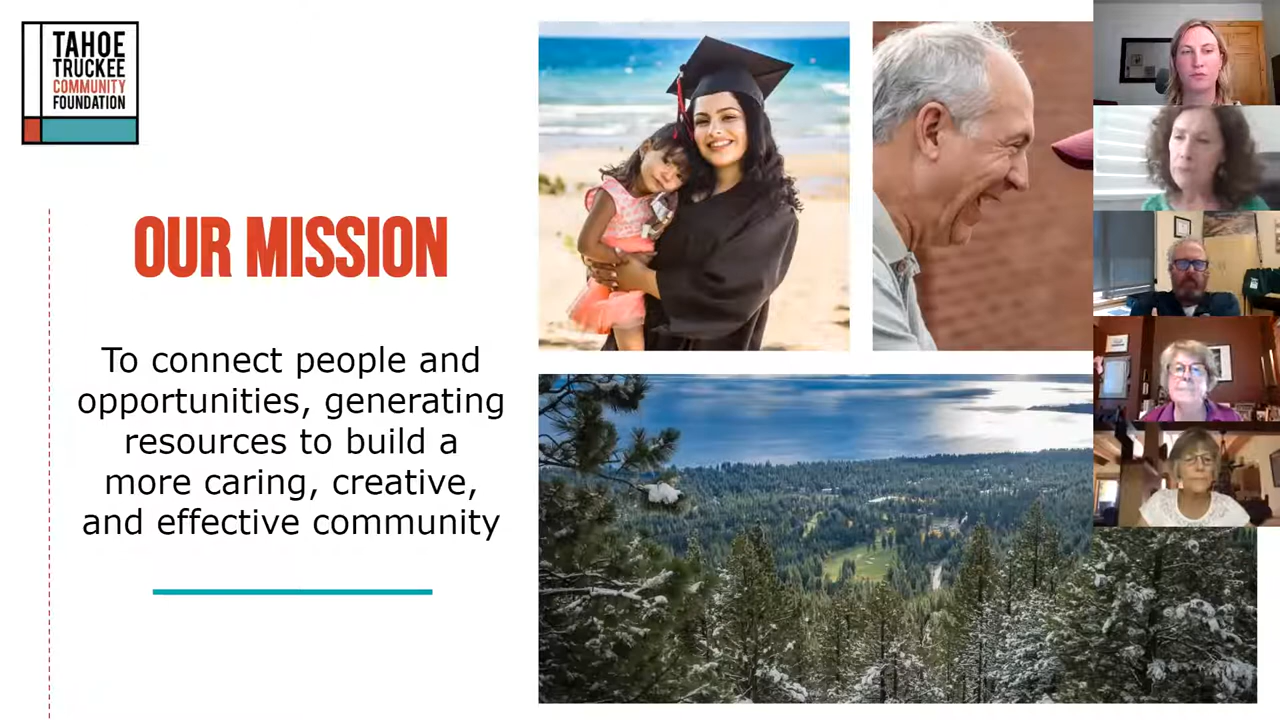 TAHOE
TRUCKEE
COMMUNITY
FOUNDATION
OUR MISSION
To connect people and
opportunities, generating
resources to build a
more caring, creative,
and effective community